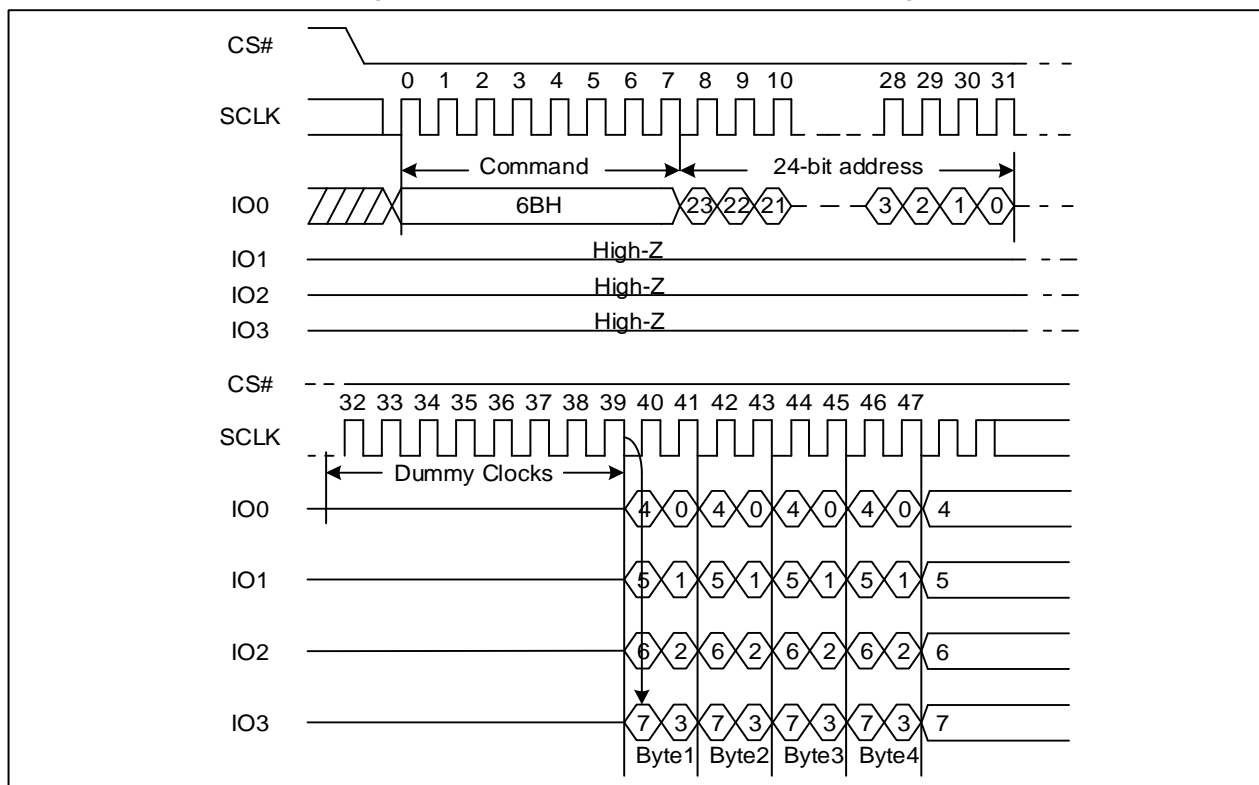 CS#
0 1 2 3 4 5 6 7 8 9 10 28 29 30 31
SCLK
Command 24-bit address
IO0 6BH 23 22 21 3 2 1 0
IO1 High-Z
IO2 High-Z
IO3 High-Z
CS#
32 33 34 35 36 37 38 39 40 41 42 43 44 45 46 47
SCLK
Dummy Clocks
IO0 4 0 4 0 4 0 4 0 4
IO1 5 1 5 1 5 1 5 1 5
IO2 6 2 6 2 6 2 6 2 6
IO3 7 3 7 3 7 3 7 3 7
Byte1 Byte2 Byte3 Byte4